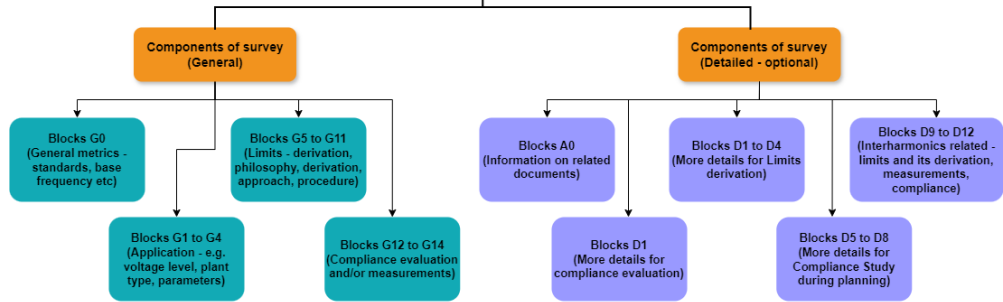 Components of survey
(General)
Components of survey
(Detailed - optional)
Blocks G0
(General metrics -
standards, base
frequency etc)
Blocks G5 to G11
(Limits - derivation,
philosophy, derivation,
approach, procedure)
Blocks A0
(Information on related
documents)
Blocks D1 to D4
(More details for Limits
derivation)
Blocks D9 to D12
(Interharmonics related -
limits and its derivation,
measurements,
compliance)
Blocks G1 to G4
(Application - e.g.
voltage level, plant
type, parameters)
Blocks G12 to G14
(Compliance evaluation
and/or measurements)
Blocks D1
(More details for
compliance evaluation)
Blocks D5 to D8
(More details for
Compliance Study
during planning)